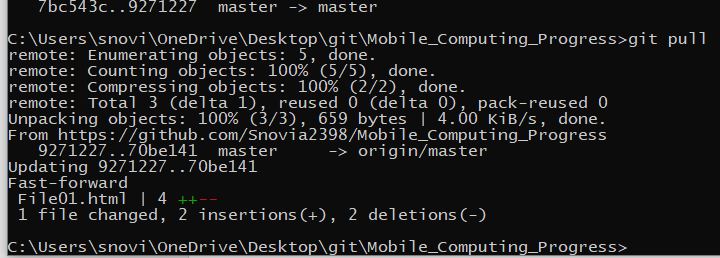 7bc543c..9271227  master -> master
C:\Users\snovi\OneDrive\Desktop\git\Mobile_Computing_Progress>git pull
remote: Enumerating objects: 5, done.
remote: Counting objects: 100% (5/5), done.
remote: Compressing objects: 100% (2/2), done.
remote: Total 3 (delta 1), reused 0 (delta 0), pack-reused 0
Unpacking objects: 100% (3/3), 659 bytes | 4.00 KiB/s, done.
From https://github.com/Snovia2398/Mobile_Computing_Progress
   9271227..70be141  master     -> origin/master
Updating 9271227..70be141
Fast-forward
 File01.html | 4 ++--
 1 file changed, 2 insertions(+), 2 deletions(-)
C:\Users\snovi\OneDrive\Desktop\git\Mobile_Computing_Progress>